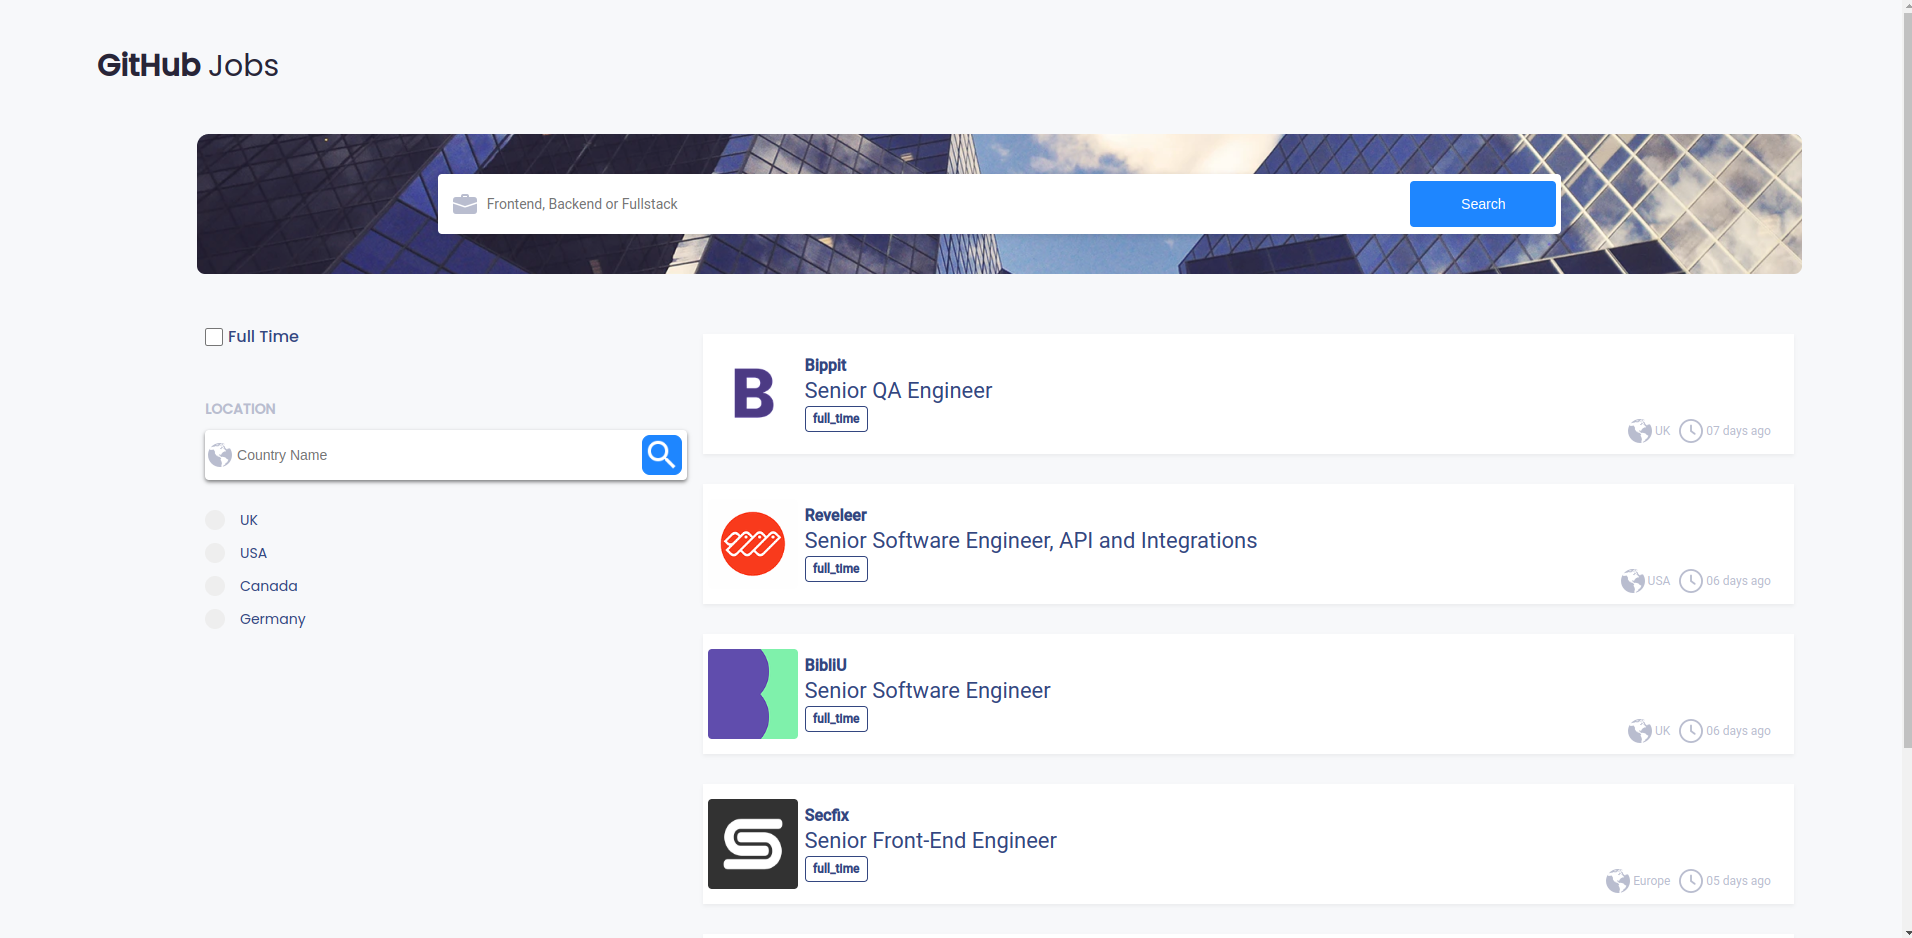 GitHub Jobs
Frontend, Backend or Fullstack
Search
Full Time
LOCATION
Country Name
UK
USA
Canada
Germany
B
Bippit
Senior QA Engineer
full_time
UK 07 days ago
Reveleer
Senior Software Engineer, API and Integrations
full_time
USA 06 days ago
BibliU
Senior Software Engineer
full_time
UK 06 days ago
Secfix
Senior Front-End Engineer
full_time
Europe 05 days ago